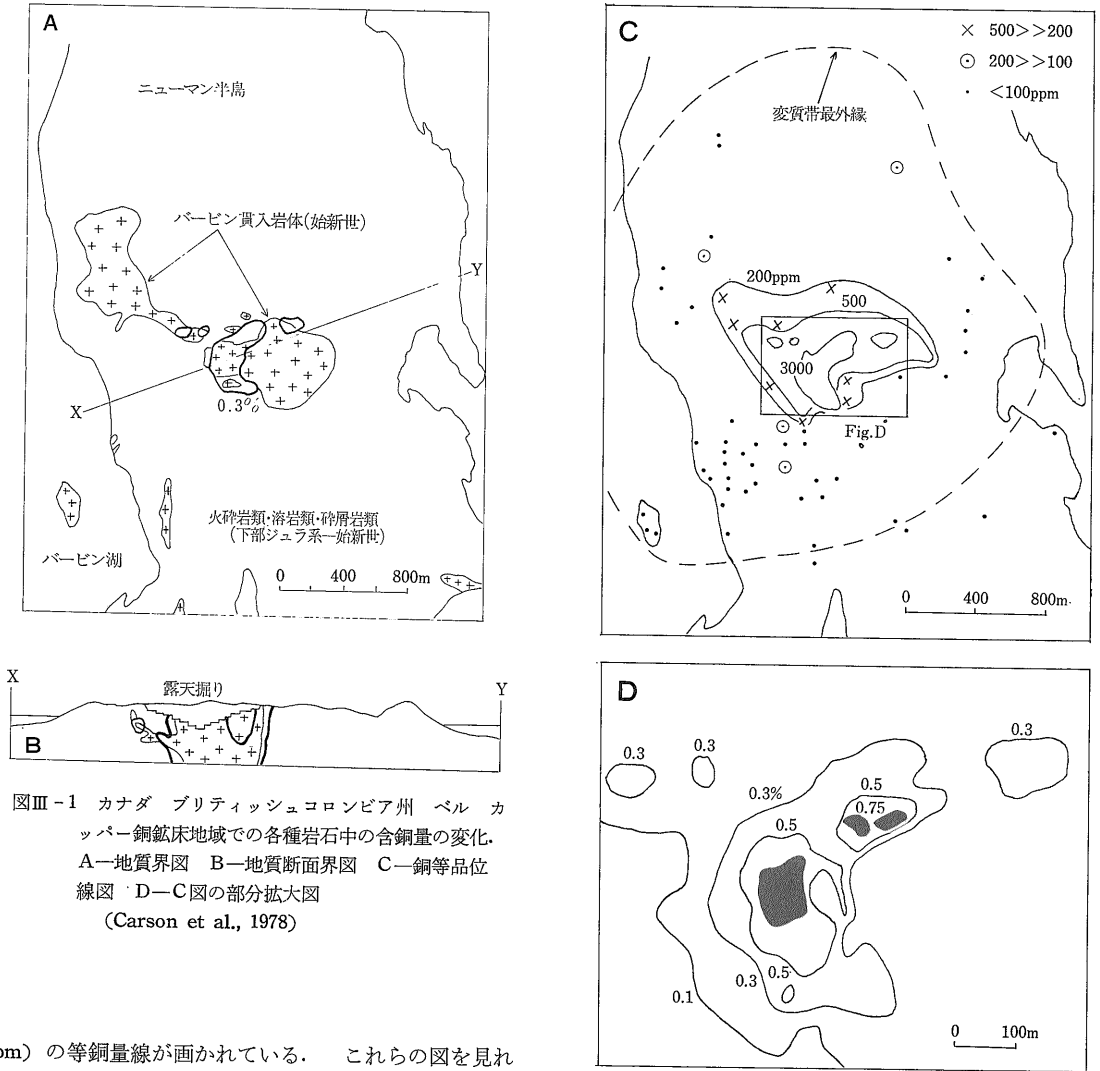 A
ニューマン半島
バービン貫入岩体(始新世)
Y
X
0.3%
火砕岩類・溶岩類・砕屑岩類
(下部ジュラ系―始新世)
バービン湖
0 400 800m
X
露天掘り
Y
B
図Ⅲ-1 カナダ ブリティッシュコロンビア州 ベル カ
ッパー銅鉱床地域での各種岩石中の含銅量の変化.
A―地質界図 B―地質断面界図 C―銅等品位
線図 D―C図の部分拡大図
(Carson et al., 1978)
pm) の等銅量線が画かれている. これらの図を見れ
C
× 500>>200
⊙ 200>>100
• <100ppm
変質帯最外縁
200ppm
500
3000
Fig.D
0 400 800m.
D
0.3
0.3
0.3
0.3%
0.5
0.75
0.5
0.3
0.5
0.1
0 100m